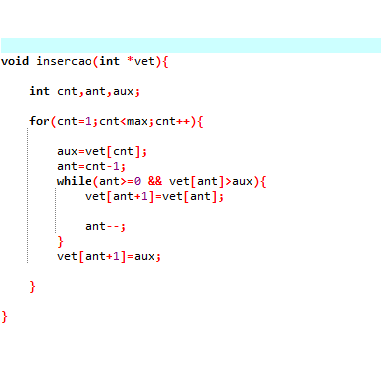 void insercao(int *vet){
int cnt,ant,aux;
for(cnt=1;cnt<max;cnt++){
aux=vet[cnt];
ant=cnt-1;
while(ant>=0 && vet[ant]>aux){
vet[ant+1]=vet[ant];
ant--;
}
vet[ant+1]=aux;
}
}